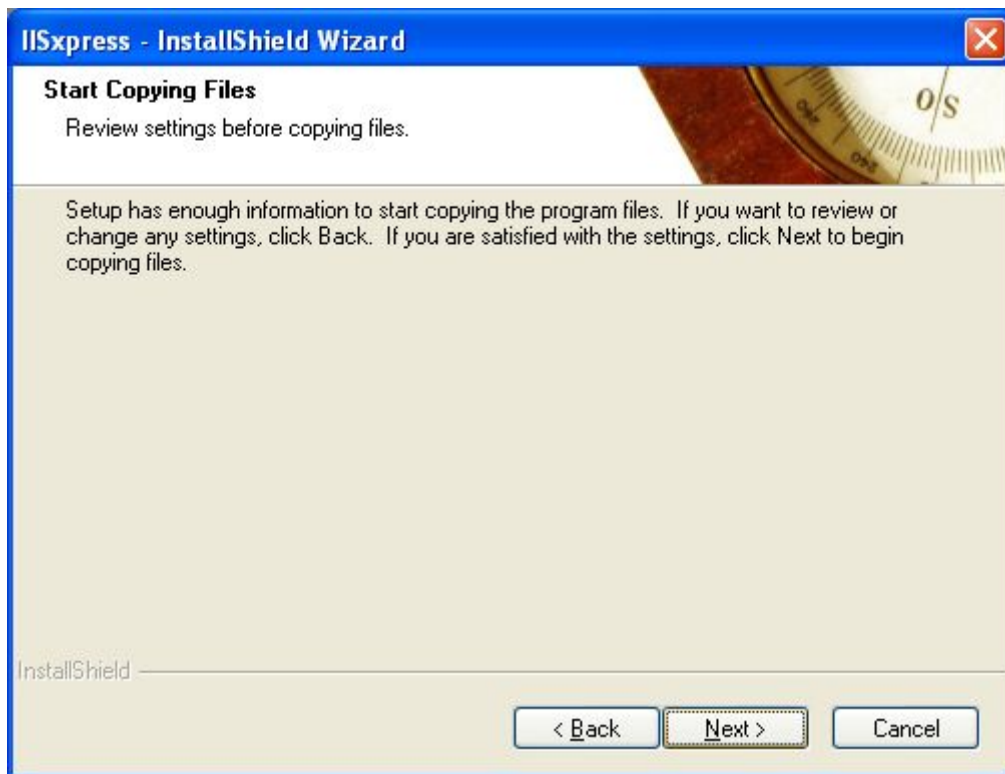 IISxpress - InstallShield Wizard
Start Copying Files
Review settings before copying files.
S/O
240
Setup has enough information to start copying the program files. If you want to review or
change any settings, click Back. If you are satisfied with the settings, click Next to begin
copying files.
InstallShield
< Back
Next >
Cancel